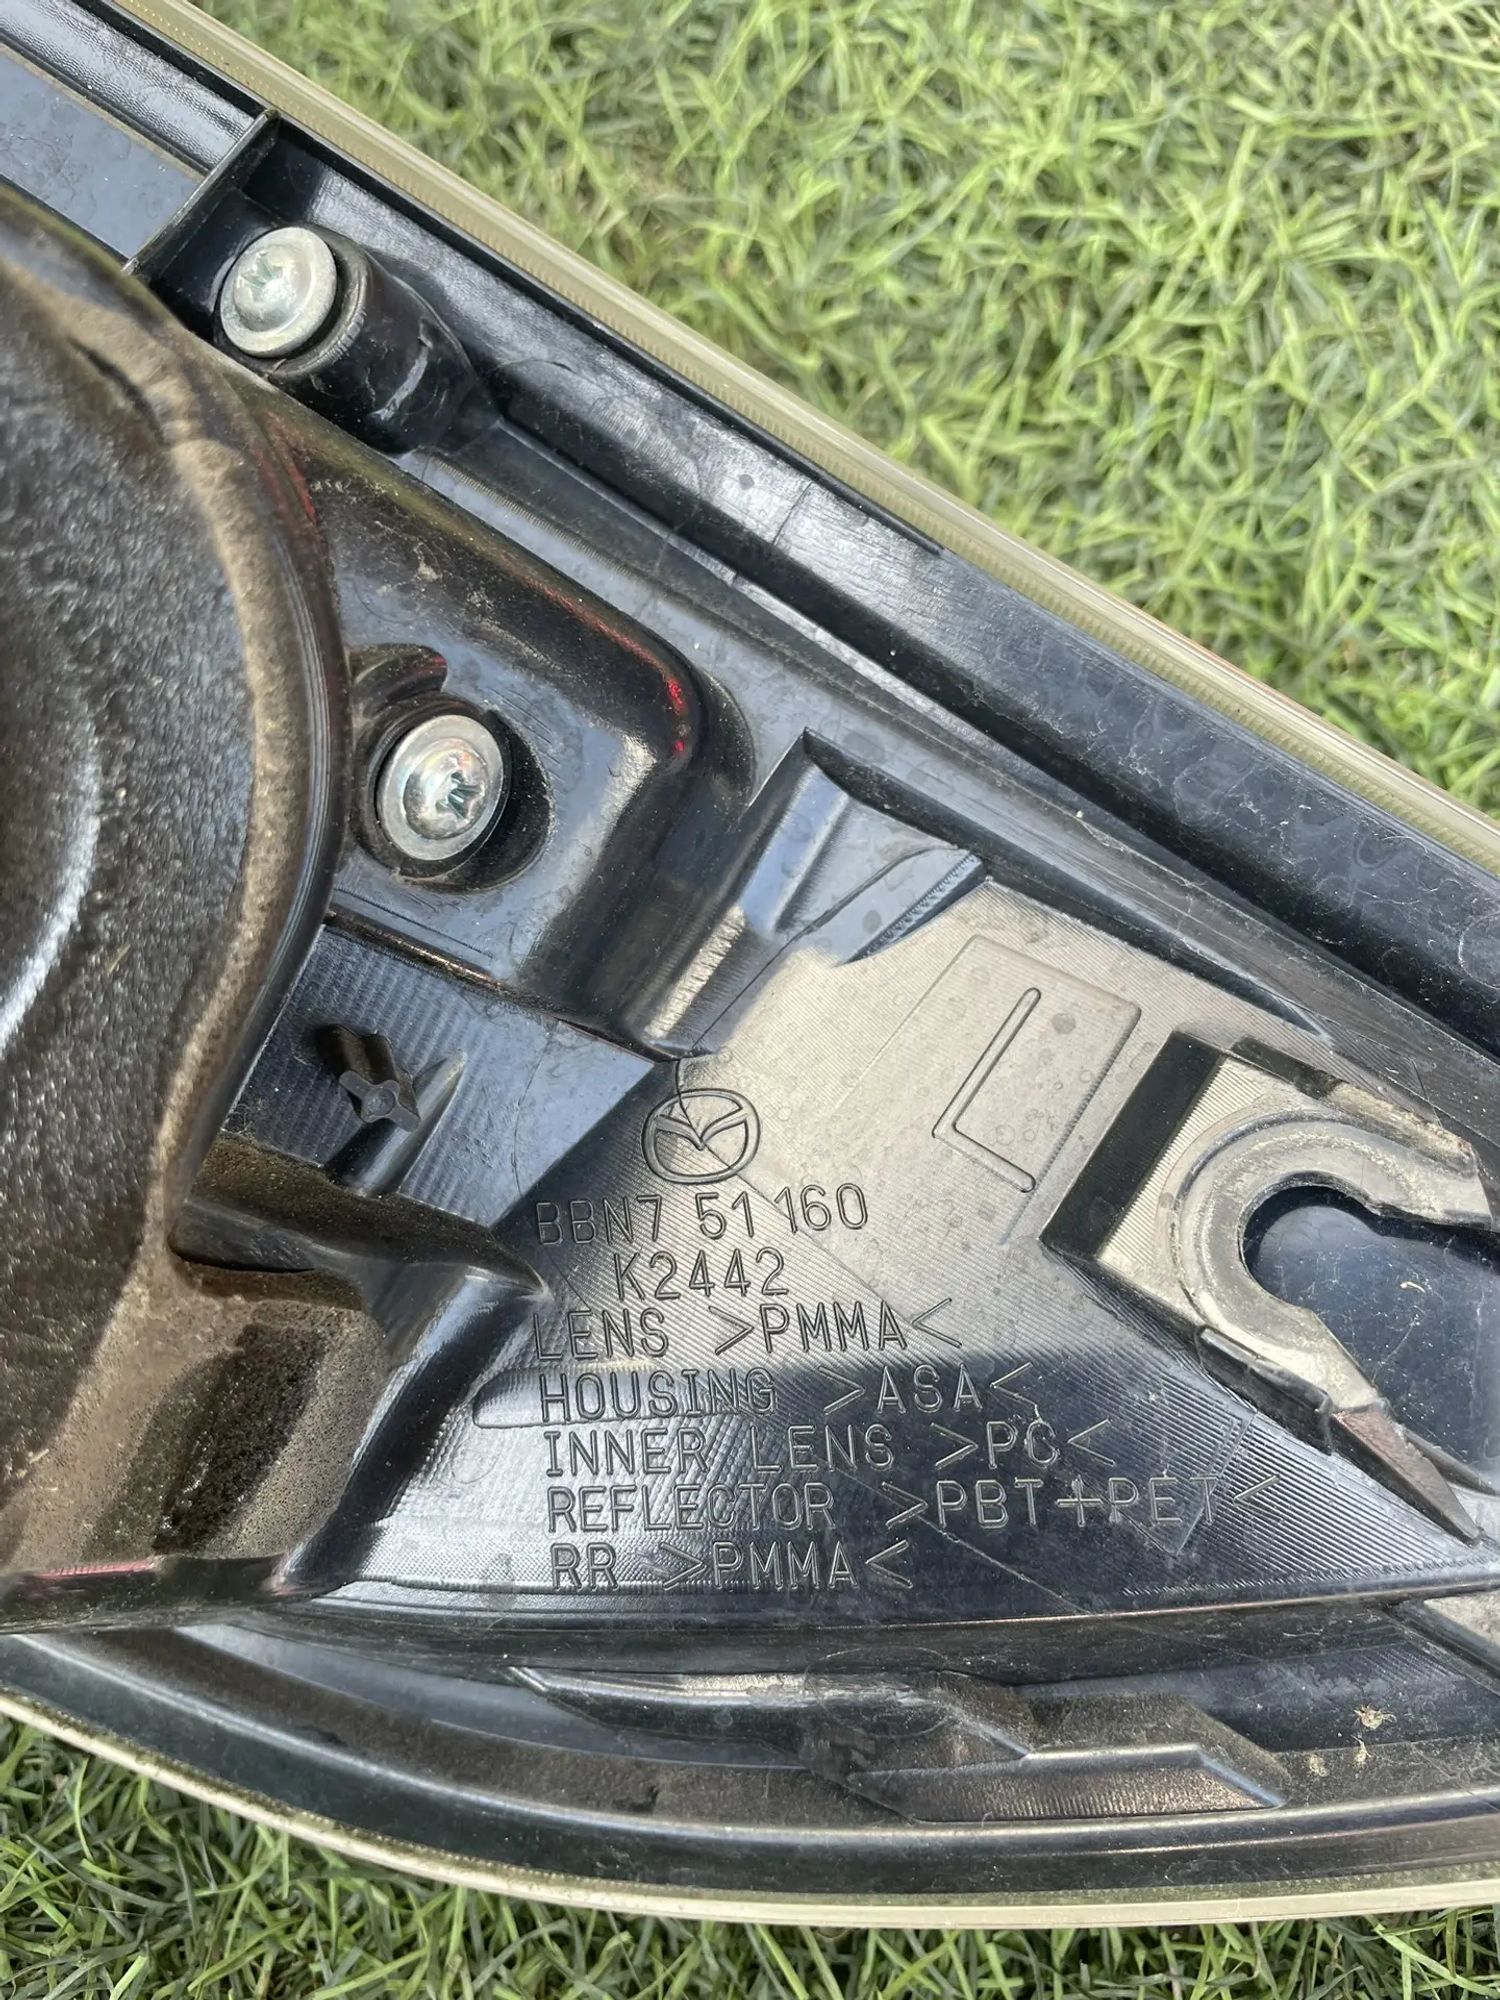 L
BBN7 51 160
K2442
LENS >PMMA<
HOUSING >ASA<
INNER LENS >PC<
REFLECTOR >PBT+PET<
RR >PMMA<